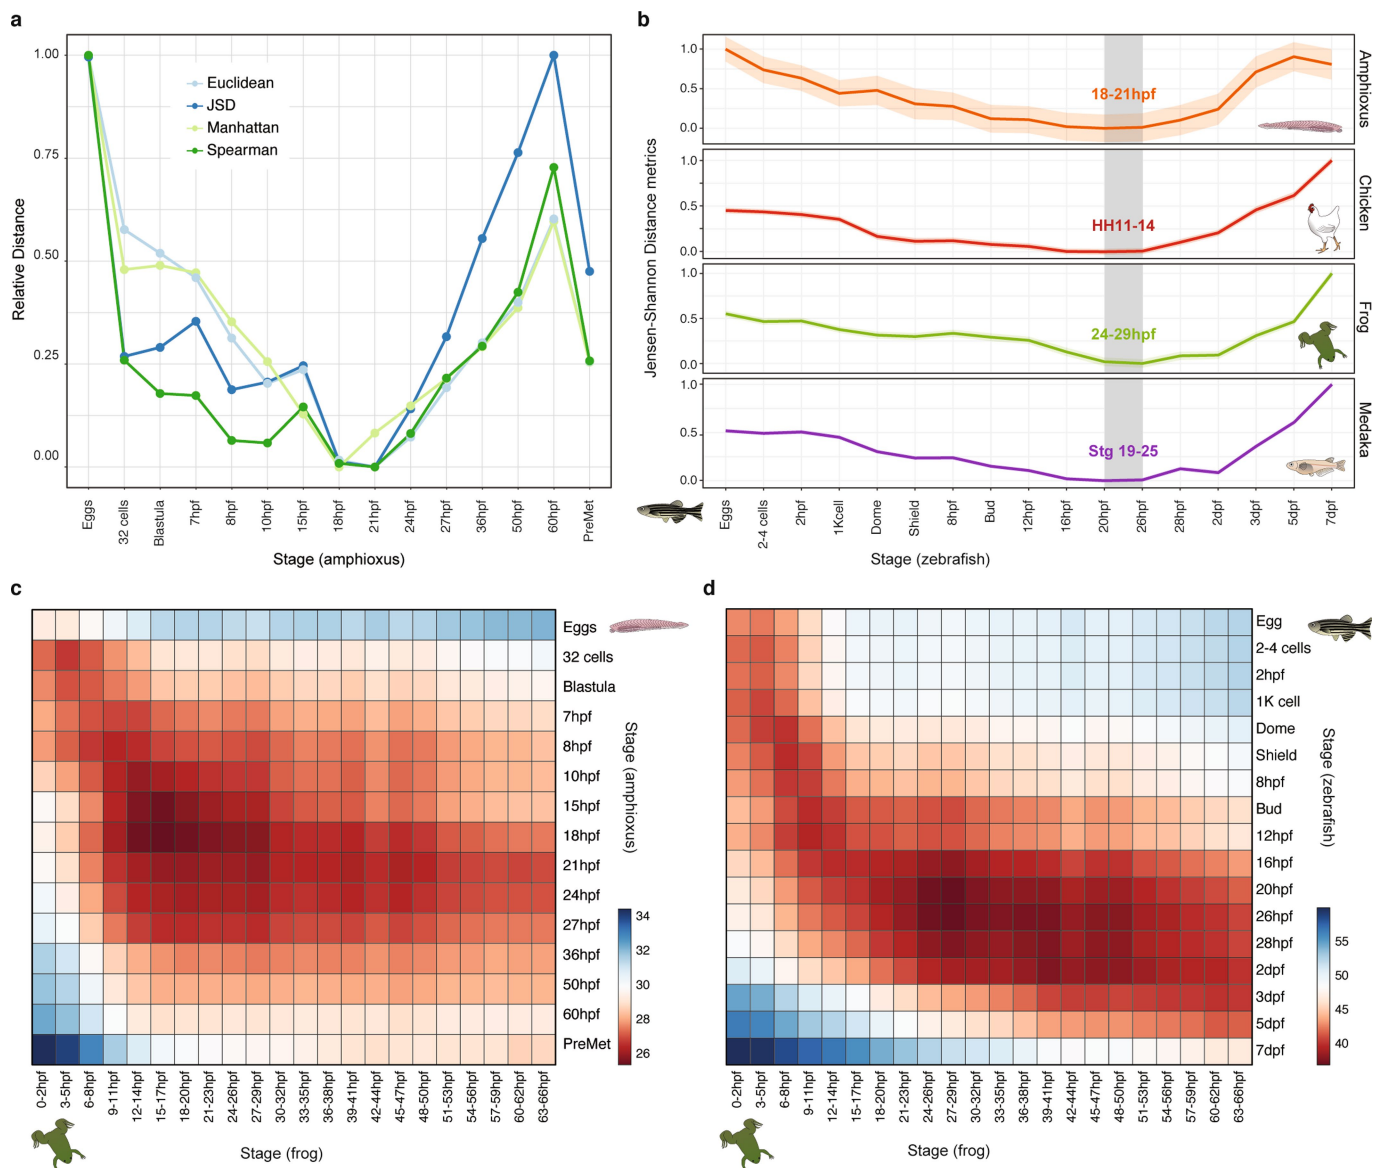 a
1.00
0.75
0.50
0.25
0.00
Relative Distance
Euclidean
JSD
Manhattan
Spearman
Eggs
32 cells
Blastula
7hpf
8hpf
10hpf
15hpf
18hpf
21hpf
24hpf
27hpf
36hpf
50hpf
60hpf
PreMet
Stage (amphioxus)
b
Jensen-Shannon Distance metrics
1.0
0.5
0.0
18-21hpf
Amphioxus
1.0
0.5
0.0
HH11-14
Chicken
1.0
0.5
0.0
24-29hpf
Frog
1.0
0.5
0.0
Stg 19-25
Medaka
Eggs
2-4 cells
2hpf
1Kcell
Dome
Shield
8hpf
Bud
12hpf
16hpf
20hpf
26hpf
28hpf
2dpf
3dpf
5dpf
7dpf
Stage (zebrafish)
c
Eggs
32 cells
Blastula
7hpf
8hpf
10hpf
15hpf
18hpf
21hpf
24hpf
27hpf
36hpf
50hpf
60hpf
PreMet
Stage (amphioxus)
34
32
30
28
26
0-2hpf
3-5hpf
6-8hpf
9-11hpf
12-14hpf
15-17hpf
18-20hpf
21-23hpf
24-26hpf
27-29hpf
30-32hpf
33-35hpf
36-38hpf
39-41hpf
42-44hpf
45-47hpf
48-50hpf
51-53hpf
54-56hpf
57-59hpf
60-62hpf
63-66hpf
Stage (frog)
d
Egg
2-4 cells
2hpf
1K cell
Dome
Shield
8hpf
Bud
12hpf
16hpf
20hpf
26hpf
28hpf
2dpf
3dpf
5dpf
7dpf
Stage (zebrafish)
55
50
45
40
0-2hpf
3-5hpf
6-8hpf
9-11hpf
12-14hpf
15-17hpf
18-20hpf
21-23hpf
24-26hpf
27-29hpf
30-32hpf
33-35hpf
36-38hpf
39-41hpf
42-44hpf
45-47hpf
48-50hpf
51-53hpf
54-56hpf
57-59hpf
60-62hpf
63-66hpf
Stage (frog)